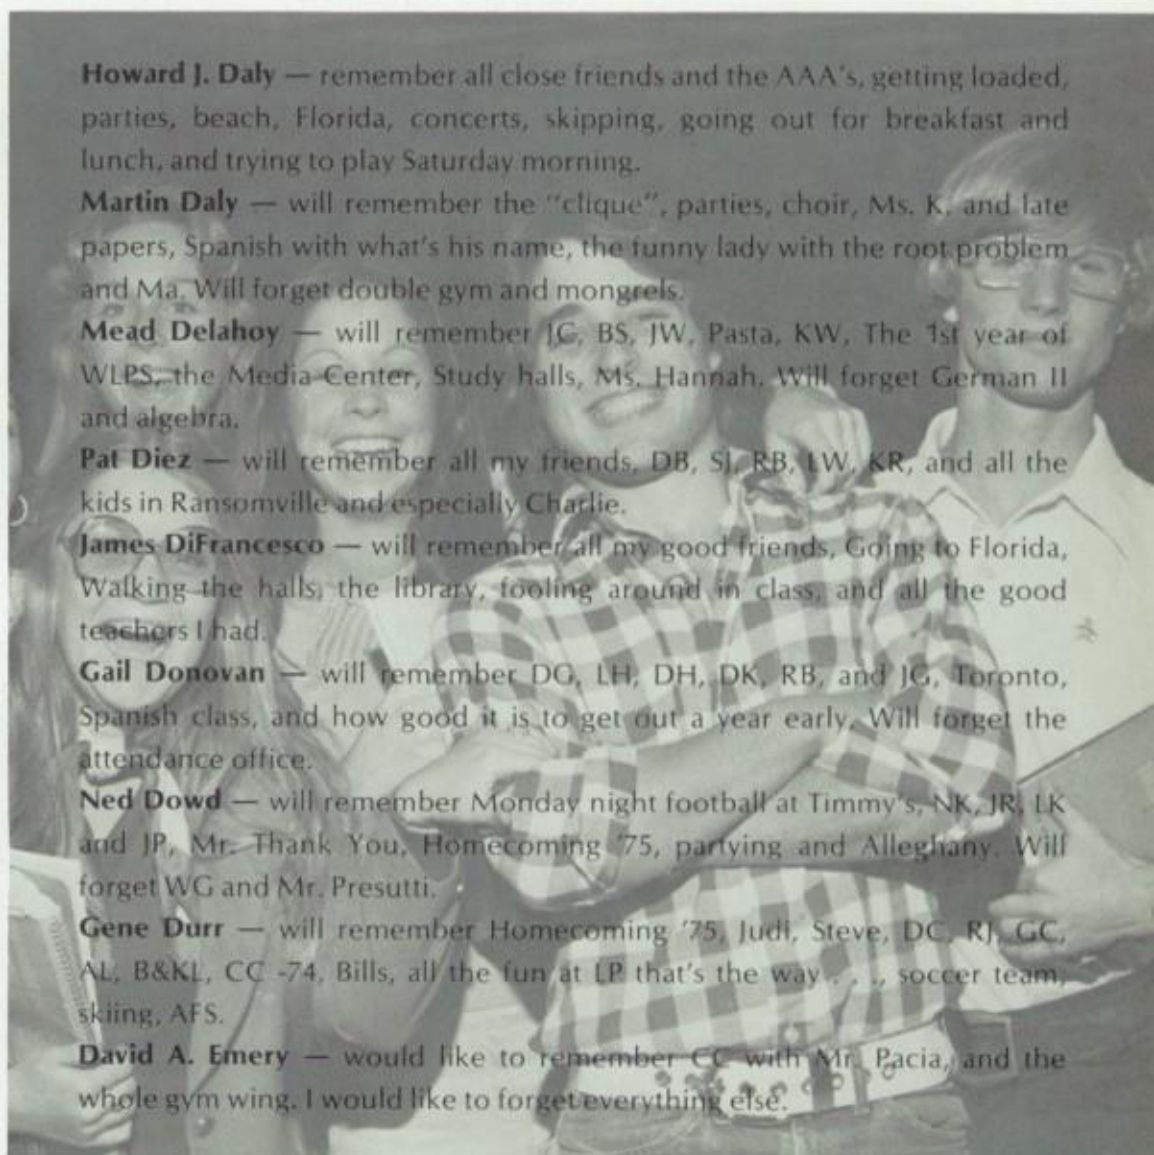 Howard J. Daly — remember all close friends and the AAA's, getting loaded,
parties, beach, Florida, concerts, skipping, going out for breakfast and
lunch, and trying to play Saturday morning.
Martin Daly — will remember the "clique", parties, choir, Ms. K. and late
papers, Spanish with what's his name, the funny lady with the root problem
and Ma. Will forget double gym and mongrels.
Mead Delahoy — will remember JC, BS, JW, Pasta, KW, The 1st year of
WLPS, the Media Center, Study halls, Ms. Hannah. Will forget German II
and algebra.
Pat Diez — will remember all my friends, DB, SJ, RB, LW, KR, and all the
kids in Ransomville and especially Charlie.
James DiFrancesco — will remember all my good friends, Going to Florida,
Walking the halls, the library, fooling around in class, and all the good
teachers I had.
Gail Donovan — will remember DG, LH, DH, DK, RB, and JG, Toronto,
Spanish class, and how good it is to get out a year early. Will forget the
attendance office.
Ned Dowd — will remember Monday night football at Timmy's, NK, JR, LK
and JP, Mr. Thank You, Homecoming '75, partying and Alleghany. Will
forget WG and Mr. Presutti.
Gene Durr — will remember Homecoming '75, Judi, Steve, DC, RJ, GC,
AL, B&KL, CC -74, Bills, all the fun at LP that's the way . . ., soccer team,
skiing, AFS.
David A. Emery — would like to remember CC with Mr. Pacia, and the
whole gym wing. I would like to forget everything else.